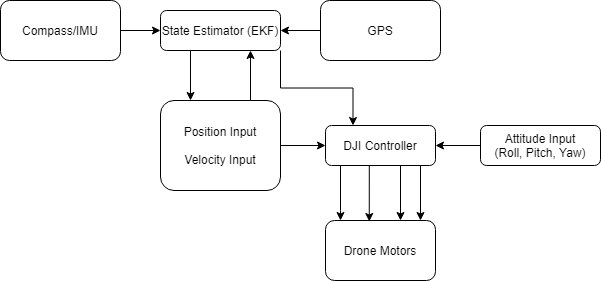 Compass/IMU
State Estimator (EKF)
GPS
Position Input
Velocity Input
DJI Controller
Attitude Input
(Roll, Pitch, Yaw)
Drone Motors